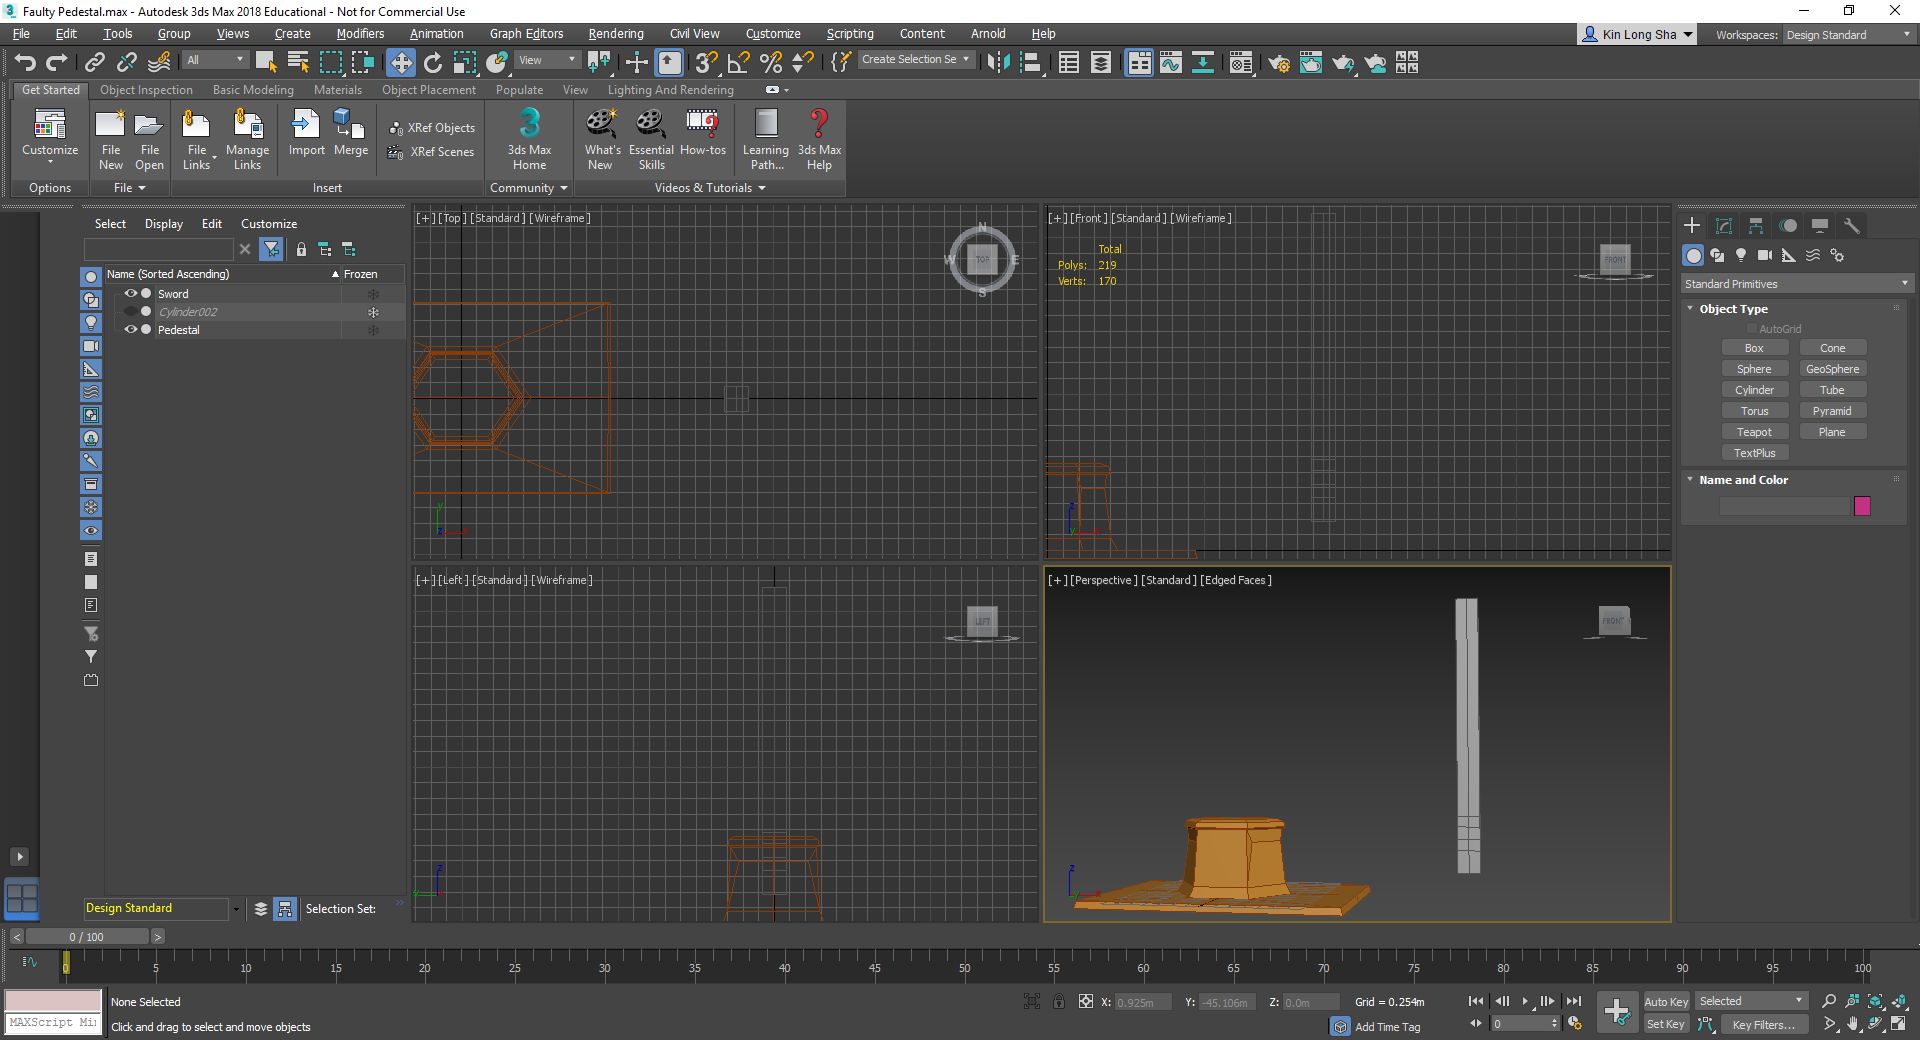 Faulty Pedestal.max - Autodesk 3ds Max 2018 Educational - Not for Commercial Use
File Edit Tools Group Views Create Modifiers Animation Graph Editors Rendering Civil View Customize Scripting Content Arnold Help Kin Long Sha Workspaces: Design Standard
All View Create Selection Se
Get Started Object Inspection Basic Modeling Materials Object Placement Populate View Lighting And Rendering
Customize File New File Open File Links Manage Links Import Merge XRef Objects XRef Scenes 3ds Max Home What's New Essential Skills How-tos Learning Path... 3ds Max Help
Options File Insert Community Videos & Tutorials
Select Display Edit Customize
Name (Sorted Ascending) Frozen
Sword
Cylinder002
Pedestal
[+] [Top] [Standard] [Wireframe]
N
W TOP E
S
y
z x
[+] [Front] [Standard] [Wireframe]
Total
Polys: 219
Verts: 170
FRONT
z
y x
[+] [Left] [Standard] [Wireframe]
LEFT
z
y x
[+] [Perspective] [Standard] [Edged Faces]
FRONT
z
y x
Standard Primitives
Object Type
AutoGrid
Box Cone
Sphere GeoSphere
Cylinder Tube
Torus Pyramid
Teapot Plane
TextPlus
Name and Color
Design Standard Selection Set:
< 0 / 100 >
0 5 10 15 20 25 30 35 40 45 50 55 60 65 70 75 80 85 90 95 100
None Selected X: 0.925m Y: -45.106m Z: 0.0m Grid = 0.254m Auto Key Selected
MAXScript Mi Click and drag to select and move objects Add Time Tag 0 Set Key Key Filters...